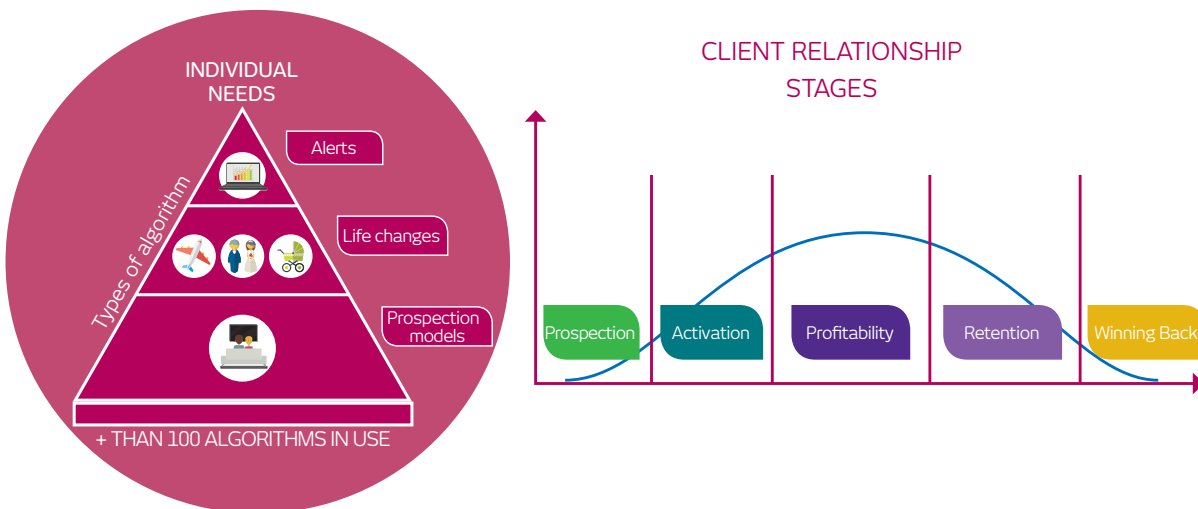 INDIVIDUAL
NEEDS
Types of algorithm
Alerts
Life changes
Prospection
models
+ THAN 100 ALGORITHMS IN USE
CLIENT RELATIONSHIP
STAGES
Prospection
Activation
Profitability
Retention
Winning Back